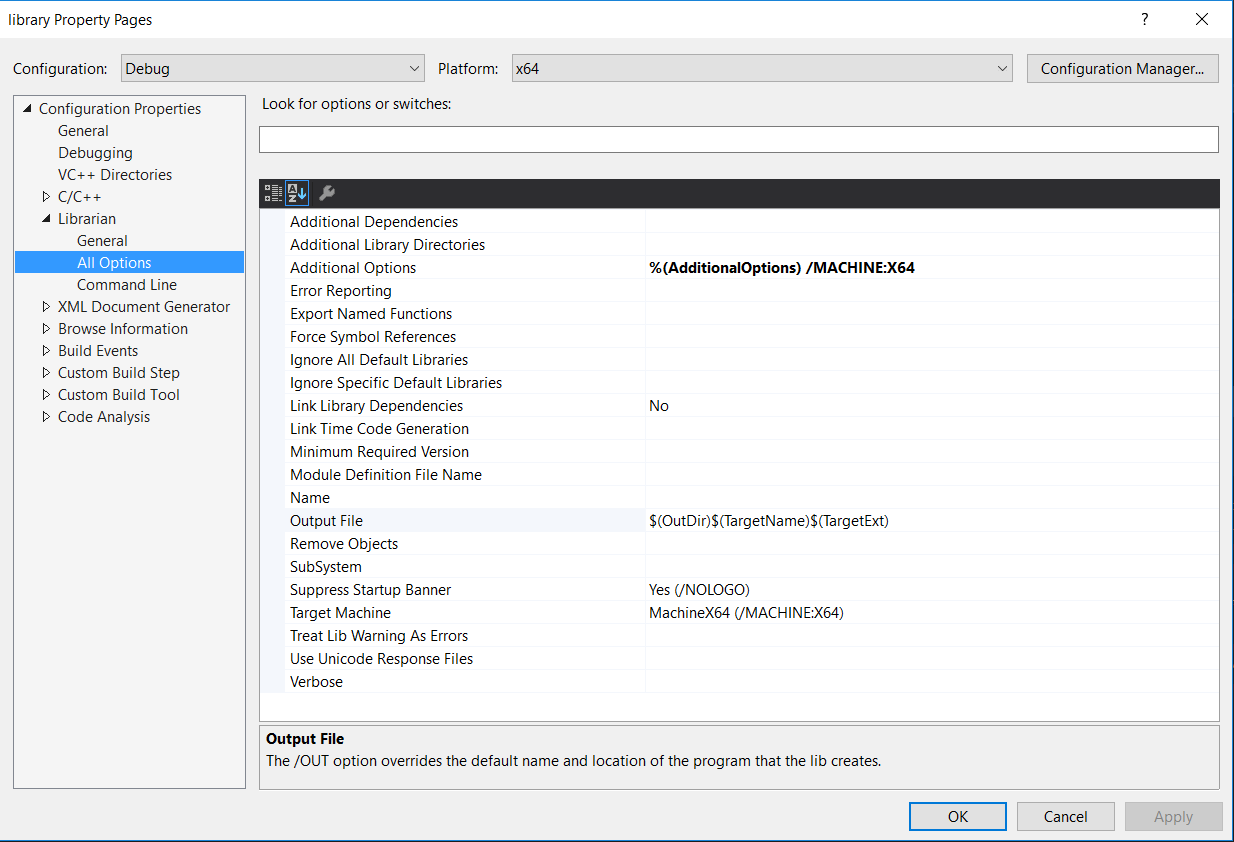 library Property Pages
?
Configuration: Debug Platform: x64 Configuration Manager...
Configuration Properties
General
Debugging
VC++ Directories
C/C++
Librarian
General
All Options
Command Line
XML Document Generator
Browse Information
Build Events
Custom Build Step
Custom Build Tool
Code Analysis
Look for options or switches:
Additional Dependencies
Additional Library Directories
Additional Options %(AdditionalOptions) /MACHINE:X64
Error Reporting
Export Named Functions
Force Symbol References
Ignore All Default Libraries
Ignore Specific Default Libraries
Link Library Dependencies No
Link Time Code Generation
Minimum Required Version
Module Definition File Name
Name
Output File $(OutDir)$(TargetName)$(TargetExt)
Remove Objects
SubSystem
Suppress Startup Banner Yes (/NOLOGO)
Target Machine MachineX64 (/MACHINE:X64)
Treat Lib Warning As Errors
Use Unicode Response Files
Verbose
Output File
The /OUT option overrides the default name and location of the program that the lib creates.
OK Cancel Apply